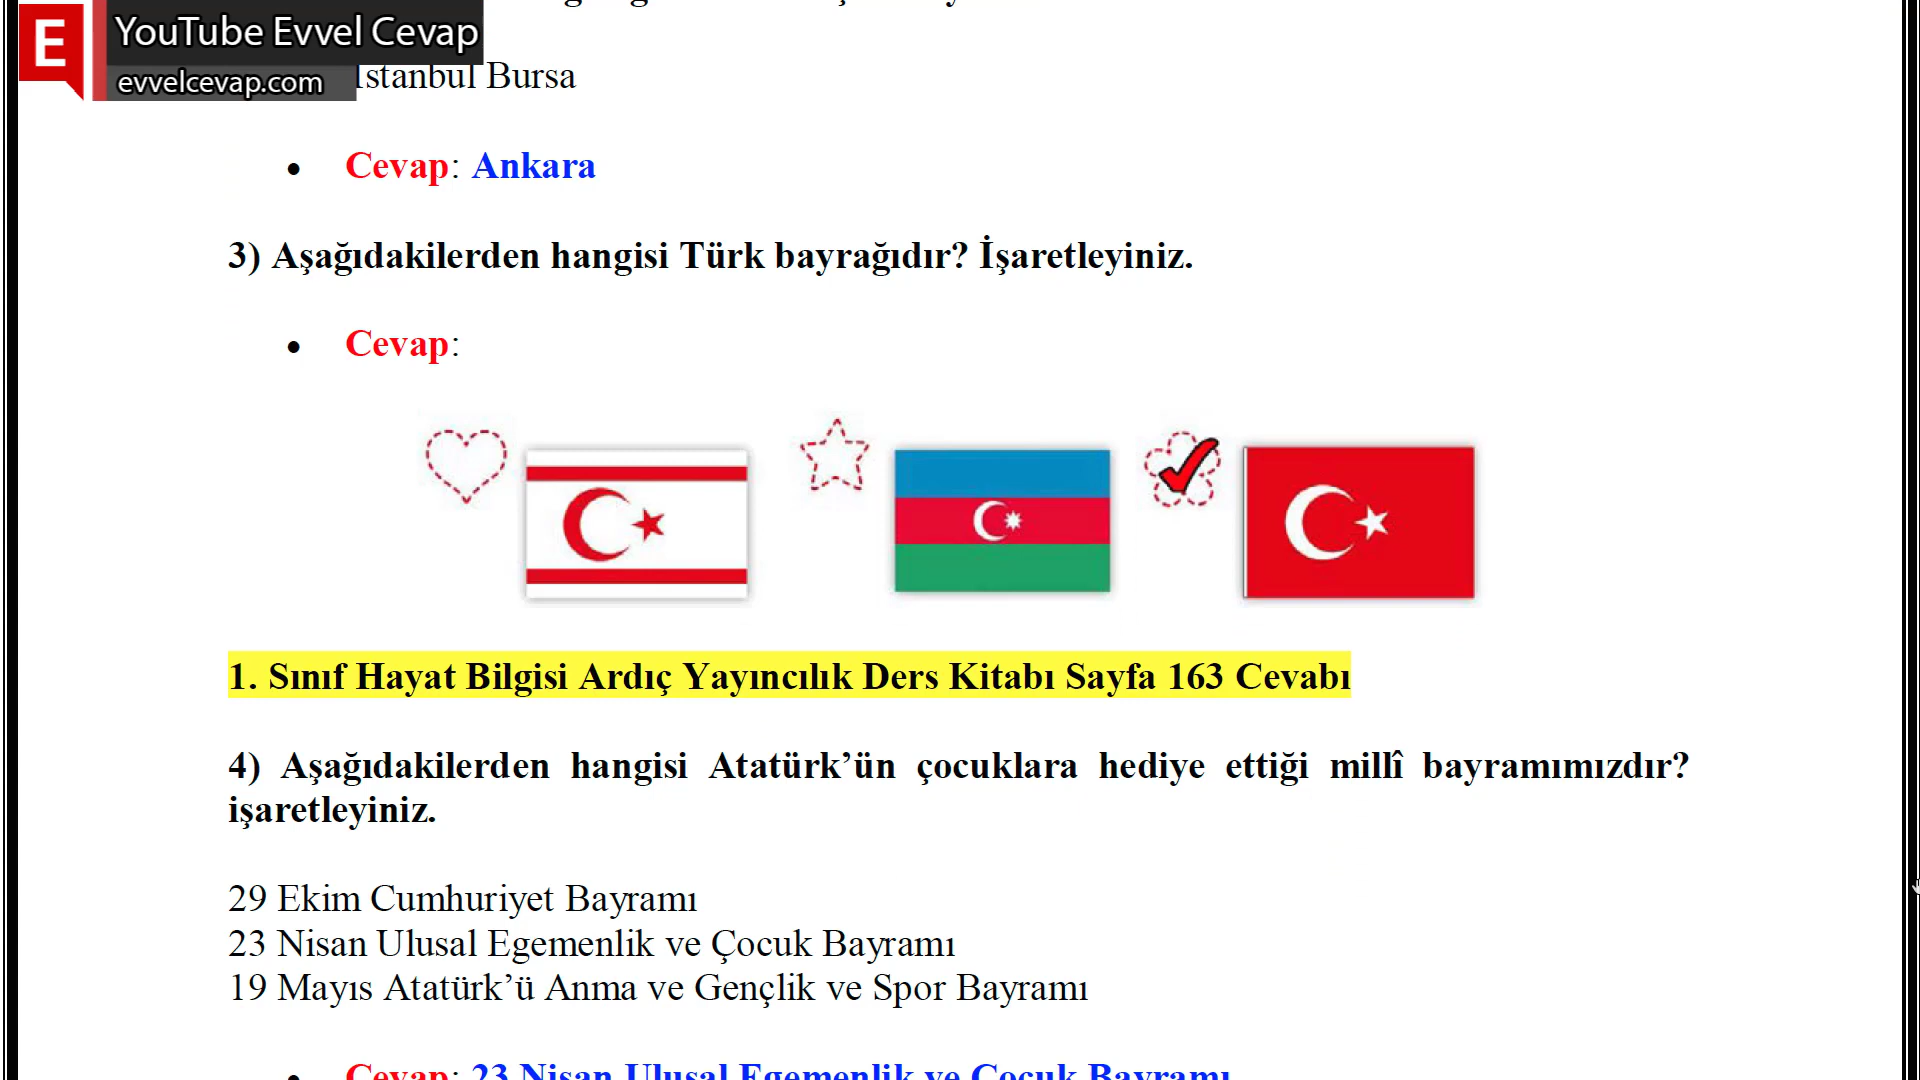 E
YouTube Evvel Cevap
evvelcevap.com
İstanbul Bursa
• Cevap: Ankara
3) Aşağıdakilerden hangisi Türk bayrağıdır? İşaretleyiniz.
• Cevap:
1. Sınıf Hayat Bilgisi Ardıç Yayıncılık Ders Kitabı Sayfa 163 Cevabı
4) Aşağıdakilerden hangisi Atatürk’ün çocuklara hediye ettiği millî bayramımızdır?
işaretleyiniz.
29 Ekim Cumhuriyet Bayramı
23 Nisan Ulusal Egemenlik ve Çocuk Bayramı
19 Mayıs Atatürk’ü Anma ve Gençlik ve Spor Bayramı
• Cevap: 23 Nisan Ulusal Egemenlik ve Çocuk Bayramı